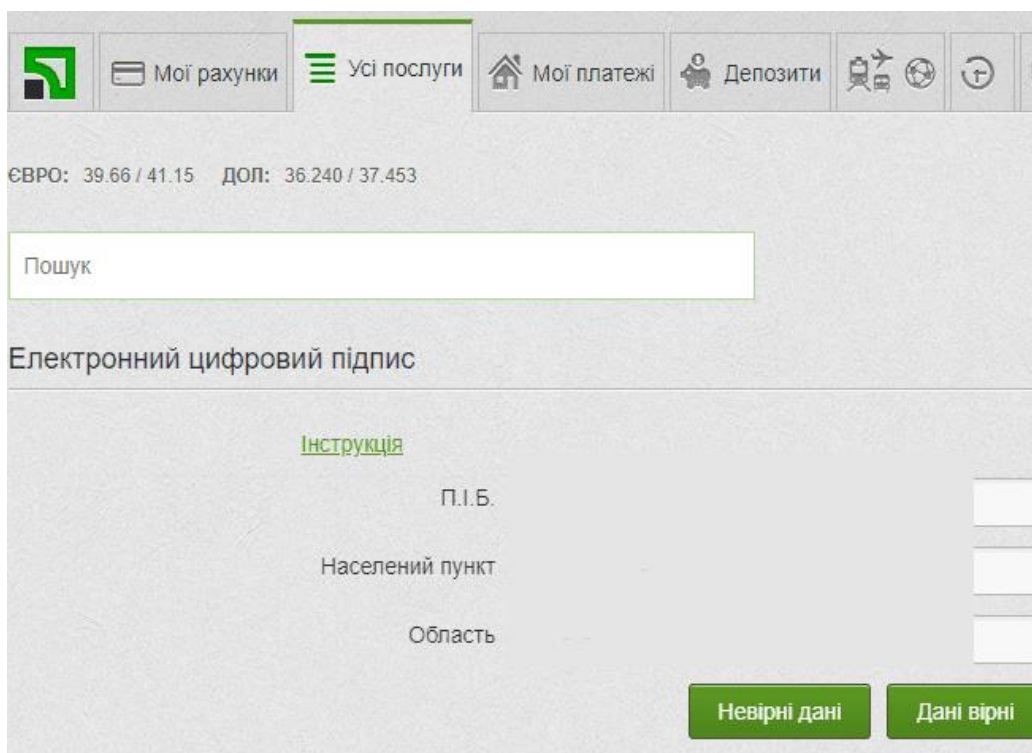 Мої рахунки Усі послуги Мої платежі Депозити
ЄВРО: 39.66 / 41.15 ДОЛ: 36.240 / 37.453
Пошук
Електронний цифровий підпис
Інструкція
П.І.Б.
Населений пункт
Область
Невірні дані Дані вірні